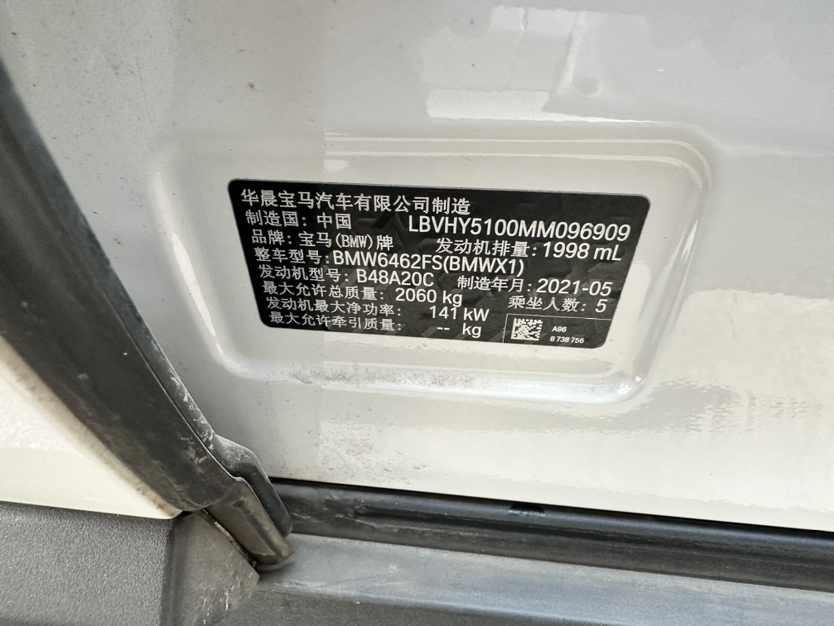 华晨宝马汽车有限公司制造
制造国: 中国 LBVHY5100MM096909
品牌: 宝马(BMW)牌 发动机排量: 1998 mL
整车型号: BMW6462FS(BMWX1)
发动机型号: B48A20C 制造年月: 2021-05
最大允许总质量: 2060 kg 乘坐人数: 5
发动机最大净功率: 141 kW
最大允许牵引质量: -- kg
A96
8 738 756